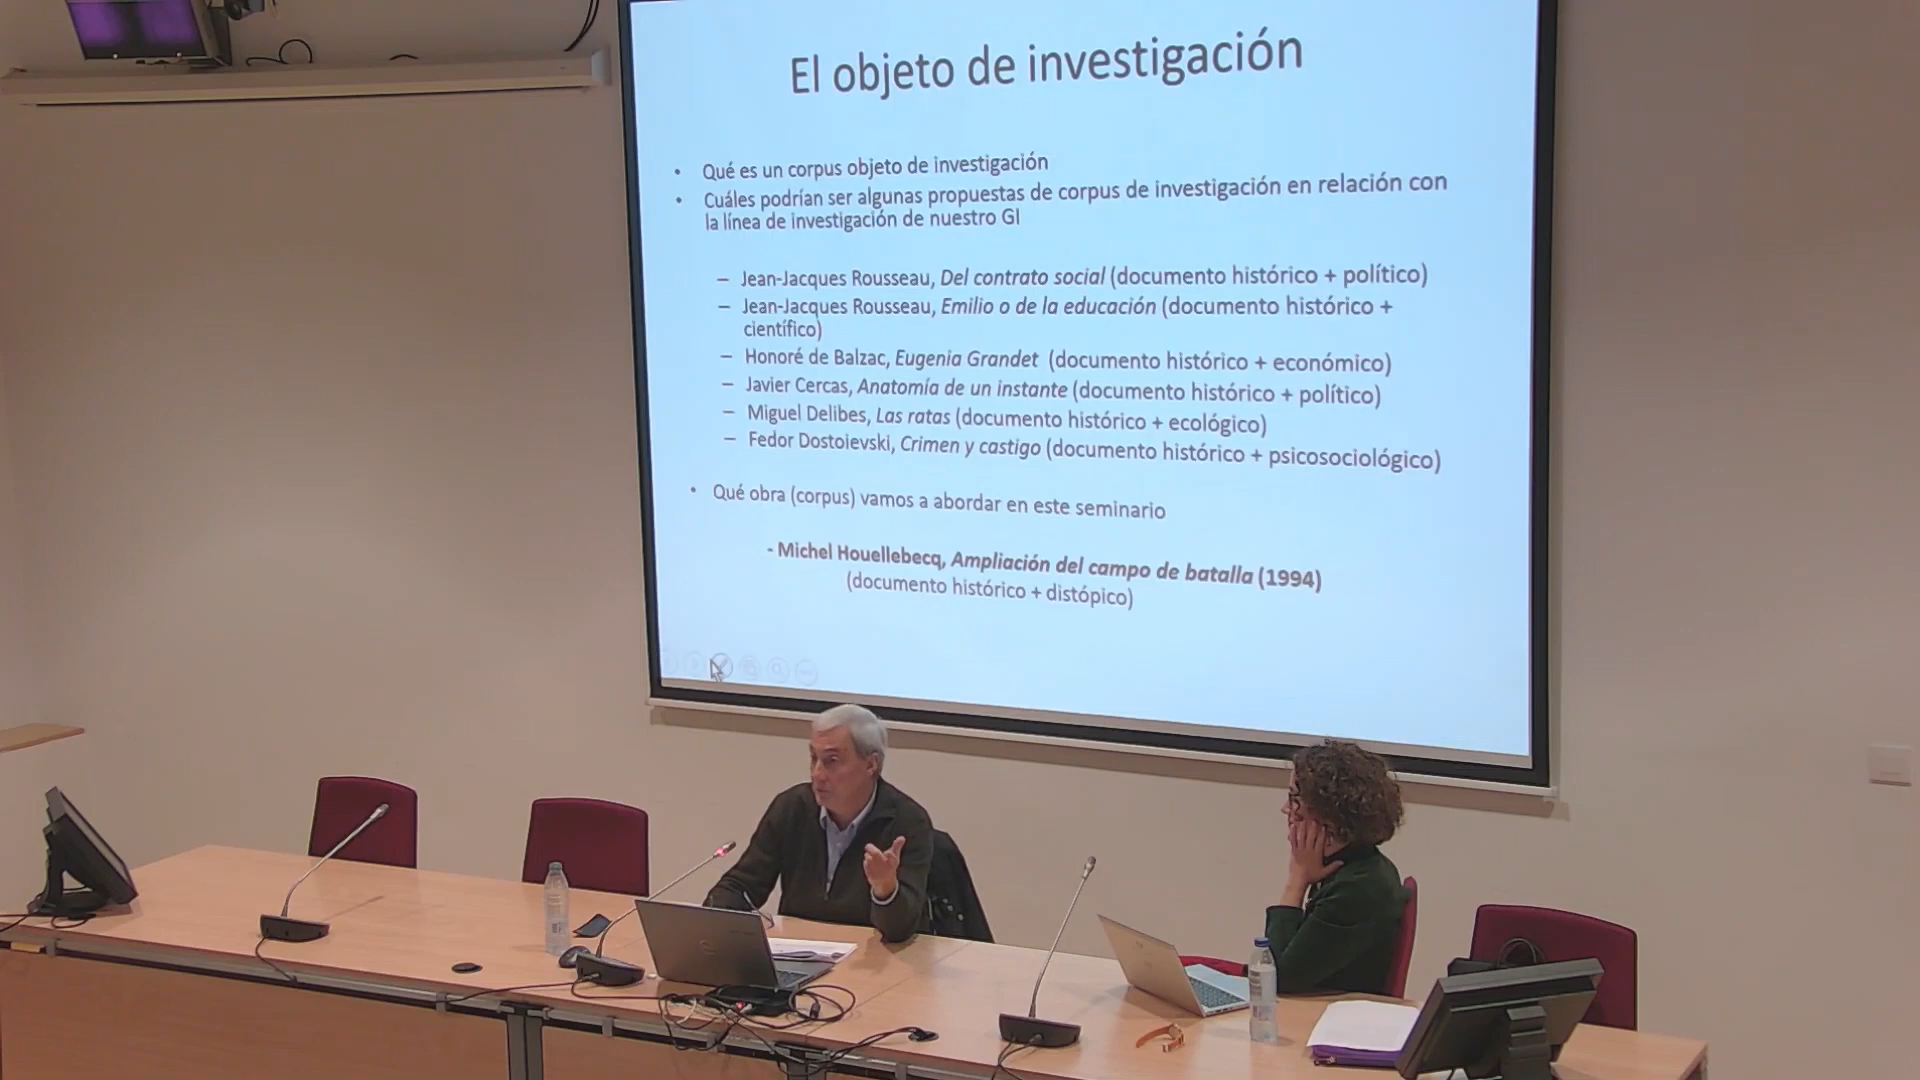 El objeto de investigación
• Qué es un corpus objeto de investigación
• Cuáles podrían ser algunas propuestas de corpus de investigación en relación con
la línea de investigación de nuestro GI
– Jean-Jacques Rousseau, Del contrato social (documento histórico + político)
– Jean-Jacques Rousseau, Emilio o de la educación (documento histórico +
científico)
– Honoré de Balzac, Eugenia Grandet (documento histórico + económico)
– Javier Cercas, Anatomía de un instante (documento histórico + político)
– Miguel Delibes, Las ratas (documento histórico + ecológico)
– Fedor Dostoievski, Crimen y castigo (documento histórico + psicosociológico)
• Qué obra (corpus) vamos a abordar en este seminario
- Michel Houellebecq, Ampliación del campo de batalla (1994)
(documento histórico + distópico)